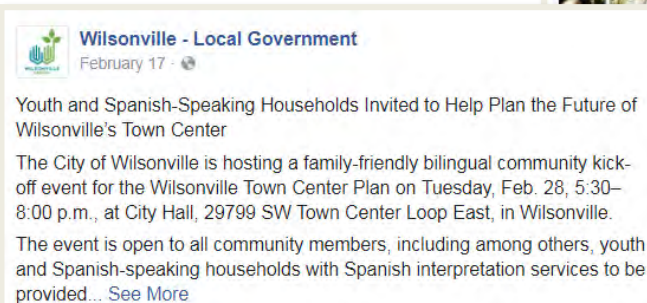 Wilsonville - Local Government
February 17 ·
Youth and Spanish-Speaking Households Invited to Help Plan the Future of
Wilsonville's Town Center
The City of Wilsonville is hosting a family-friendly bilingual community kick-
off event for the Wilsonville Town Center Plan on Tuesday, Feb. 28, 5:30–
8:00 p.m., at City Hall, 29799 SW Town Center Loop East, in Wilsonville.
The event is open to all community members, including among others, youth
and Spanish-speaking households with Spanish interpretation services to be
provided... See More